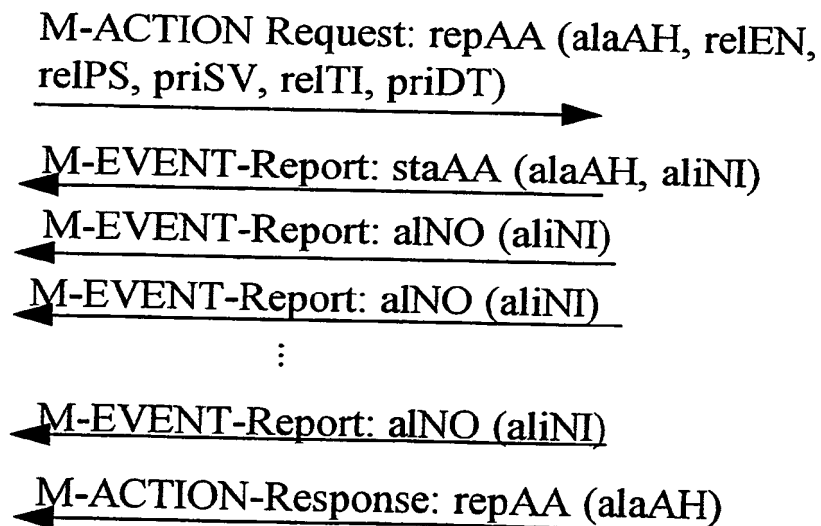 M-ACTION Request: repAA (alaAH, relEN,
relPS, priSV, relTI, priDT)
M-EVENT-Report: staAA (alaAH, aliNI)
M-EVENT-Report: alNO (aliNI)
M-EVENT-Report: alNO (aliNI)
⋮
M-EVENT-Report: alNO (aliNI)
M-ACTION-Response: repAA (alaAH)